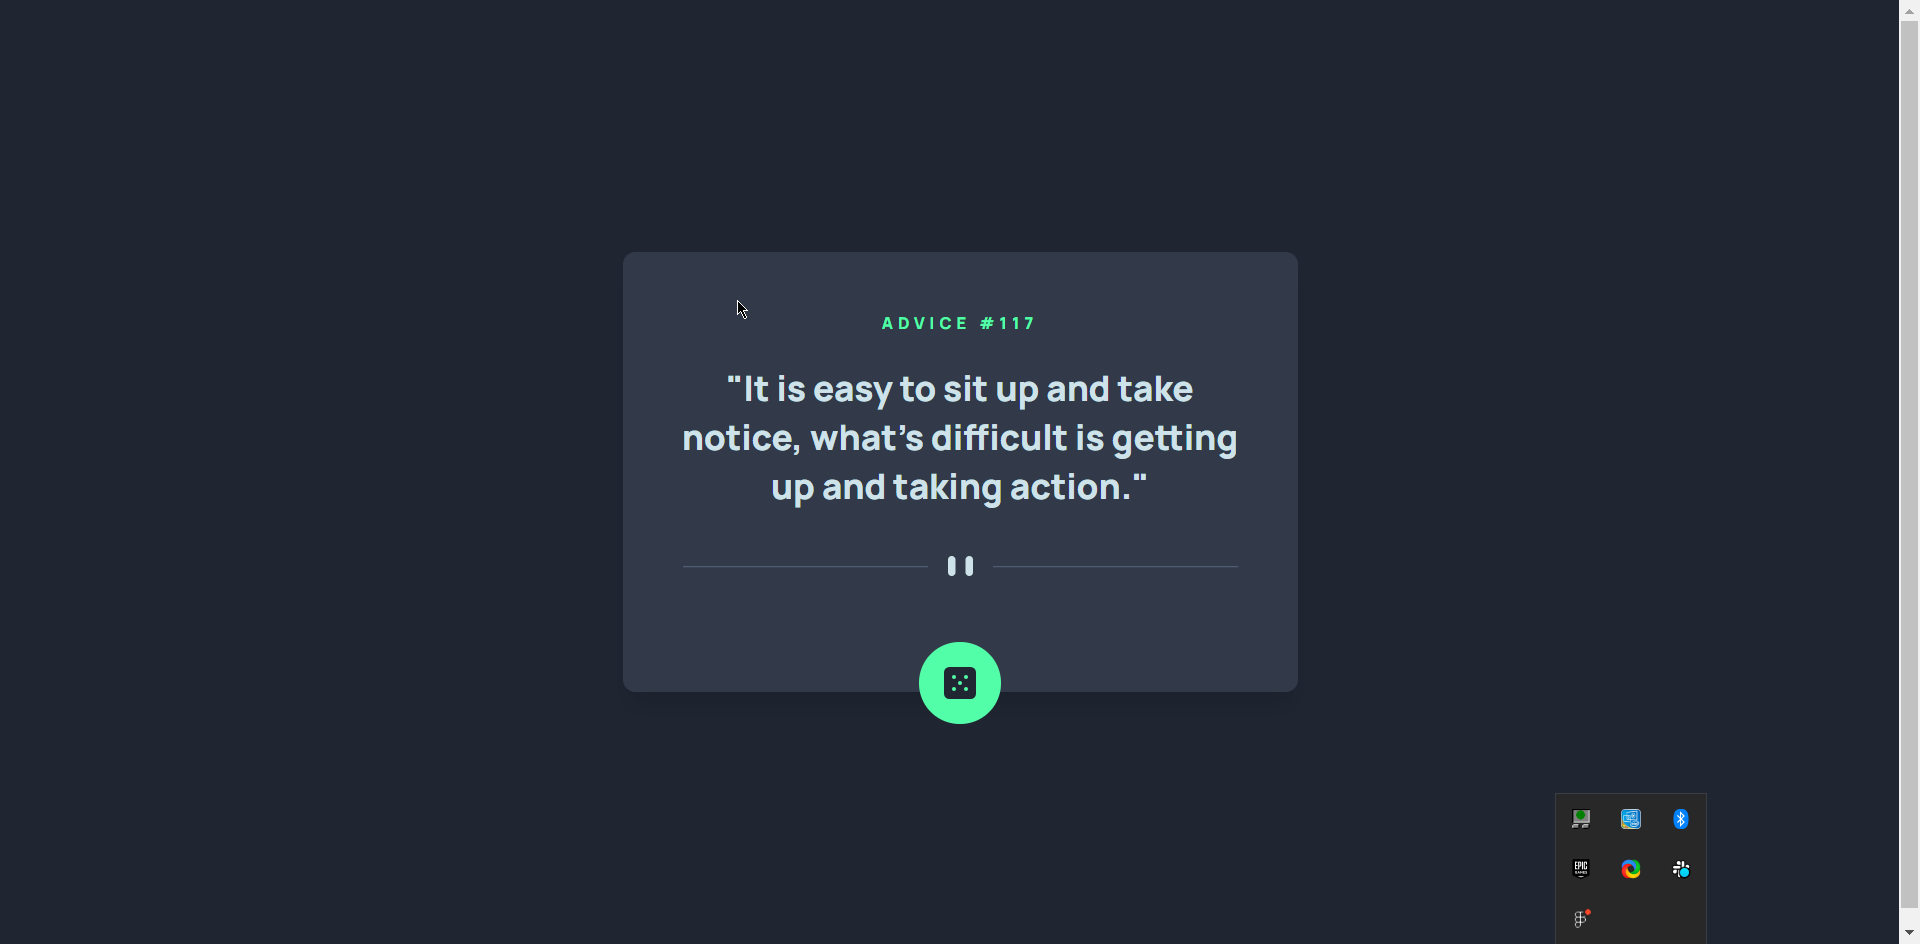 ADVICE #117
"It is easy to sit up and take
notice, what’s difficult is getting
up and taking action."
EPIC
GAMES